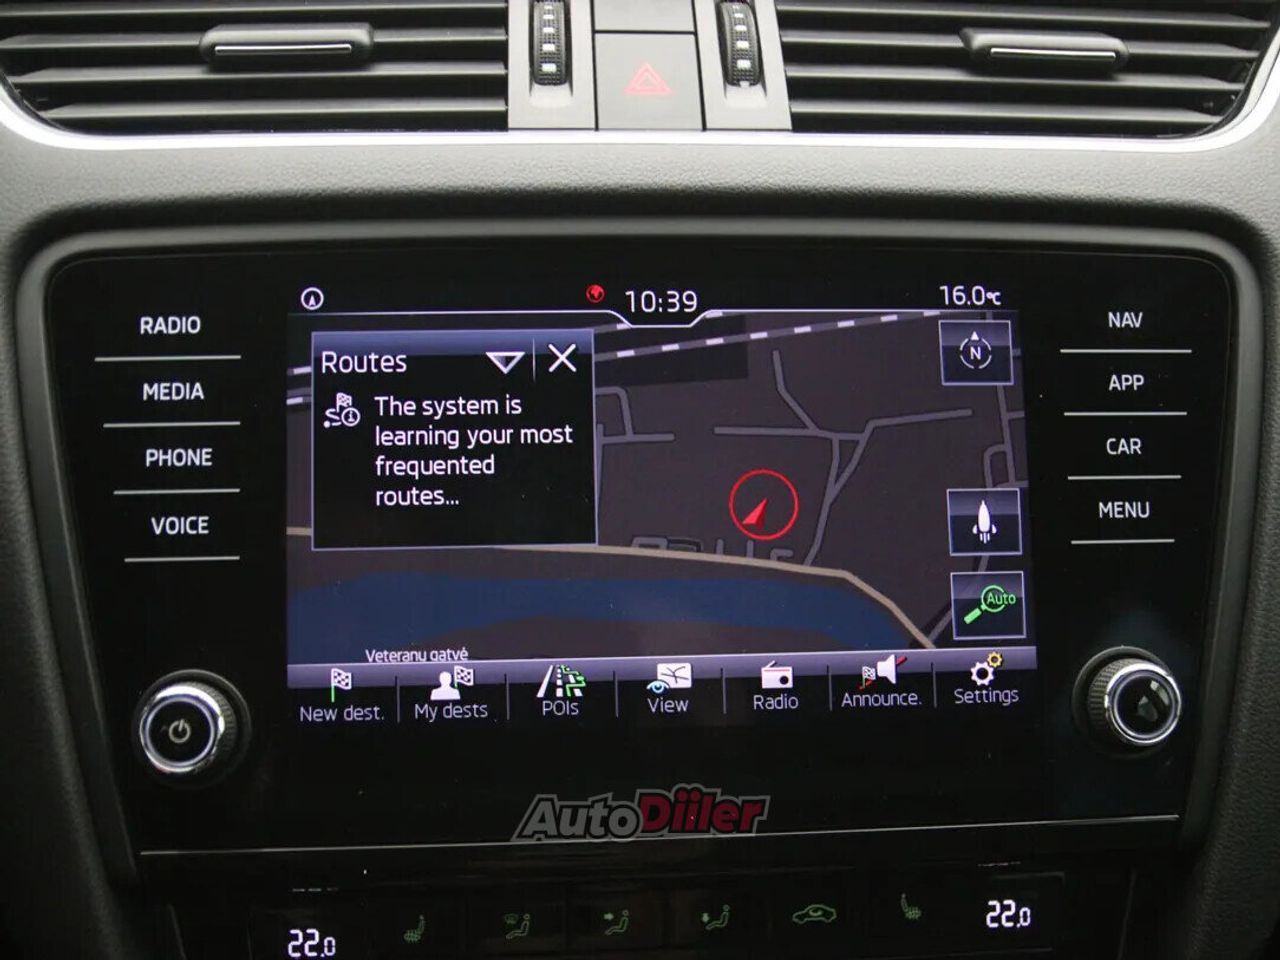 10:39
16.0°C
RADIO
MEDIA
PHONE
VOICE
Routes
The system is
learning your most
frequented
routes...
N
Auto
NAV
APP
CAR
MENU
Veteranų gatvė
New dest.
My dests
POIs
View
Radio
Announce.
Settings
AutoDiiler
22.0
22.0